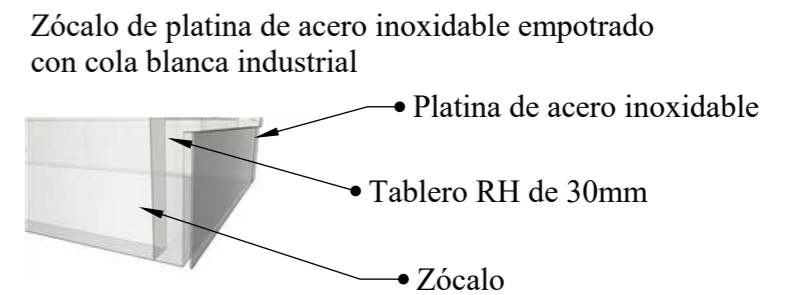 Zócalo de platina de acero inoxidable empotrado
con cola blanca industrial
Platina de acero inoxidable
Tablero RH de 30mm
Zócalo